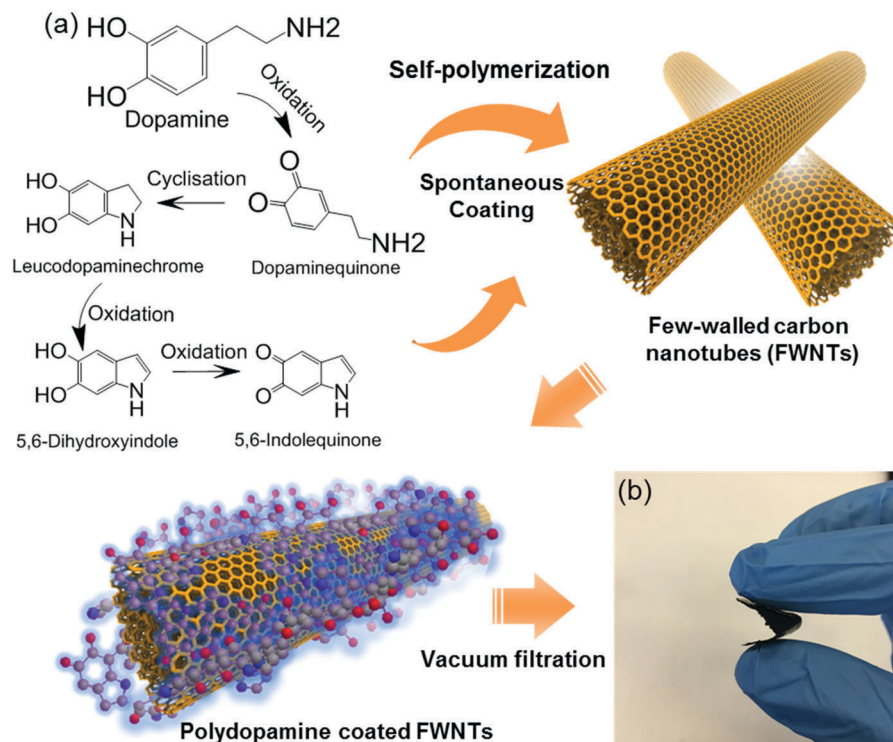 (a)
HO
NH2
HO
Dopamine
Oxidation
Self-polymerization
HO
HO
N
H
Cyclisation
O
O
NH2
Leucodopaminechrome
Dopaminequinone
Spontaneous
Coating
Oxidation
HO
HO
N
H
Oxidation
O
O
N
H
5,6-Dihydroxyindole
5,6-Indolequinone
Few-walled carbon
nanotubes (FWNTs)
(b)
Vacuum filtration
Polydopamine coated FWNTs